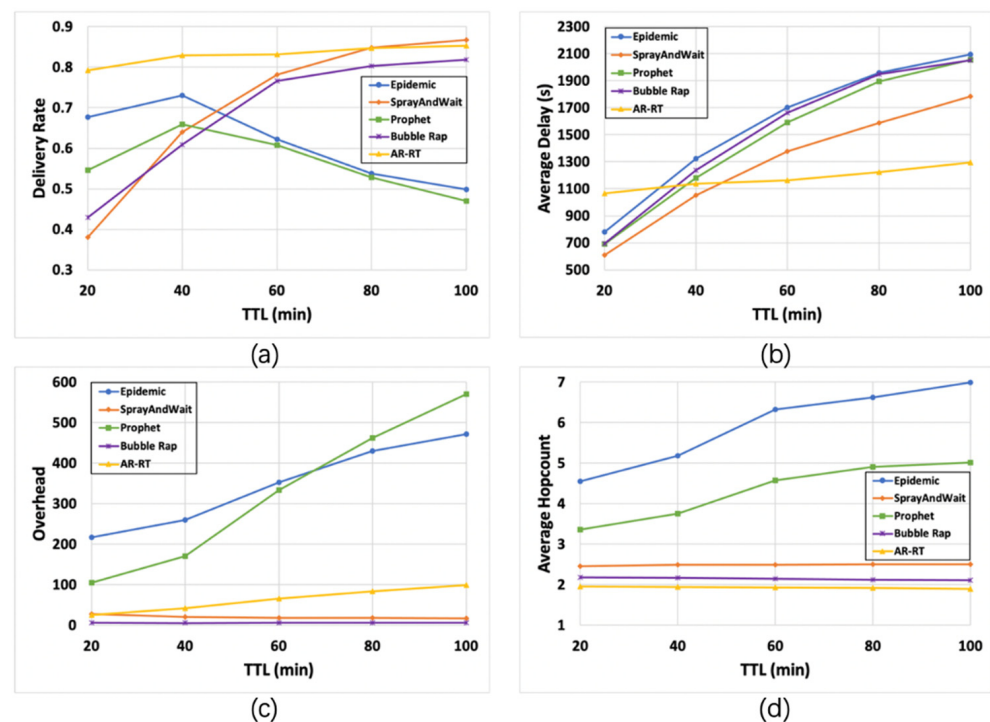 0.9
0.8
0.7
0.6
0.5
0.4
0.3
Delivery Rate
Epidemic
SprayAndWait
Prophet
Bubble Rap
AR-RT
20 40 60 80 100
TTL (min)
(a)
2300
2100
1900
1700
1500
1300
1100
900
700
500
Average Delay (s)
Epidemic
SprayAndWait
Prophet
Bubble Rap
AR-RT
20 40 60 80 100
TTL (min)
(b)
600
500
400
300
200
100
0
Overhead
Epidemic
SprayAndWait
Prophet
Bubble Rap
AR-RT
20 40 60 80 100
TTL (min)
(c)
7
6
5
4
3
2
1
Average Hopcount
Epidemic
SprayAndWait
Prophet
Bubble Rap
AR-RT
20 40 60 80 100
TTL (min)
(d)